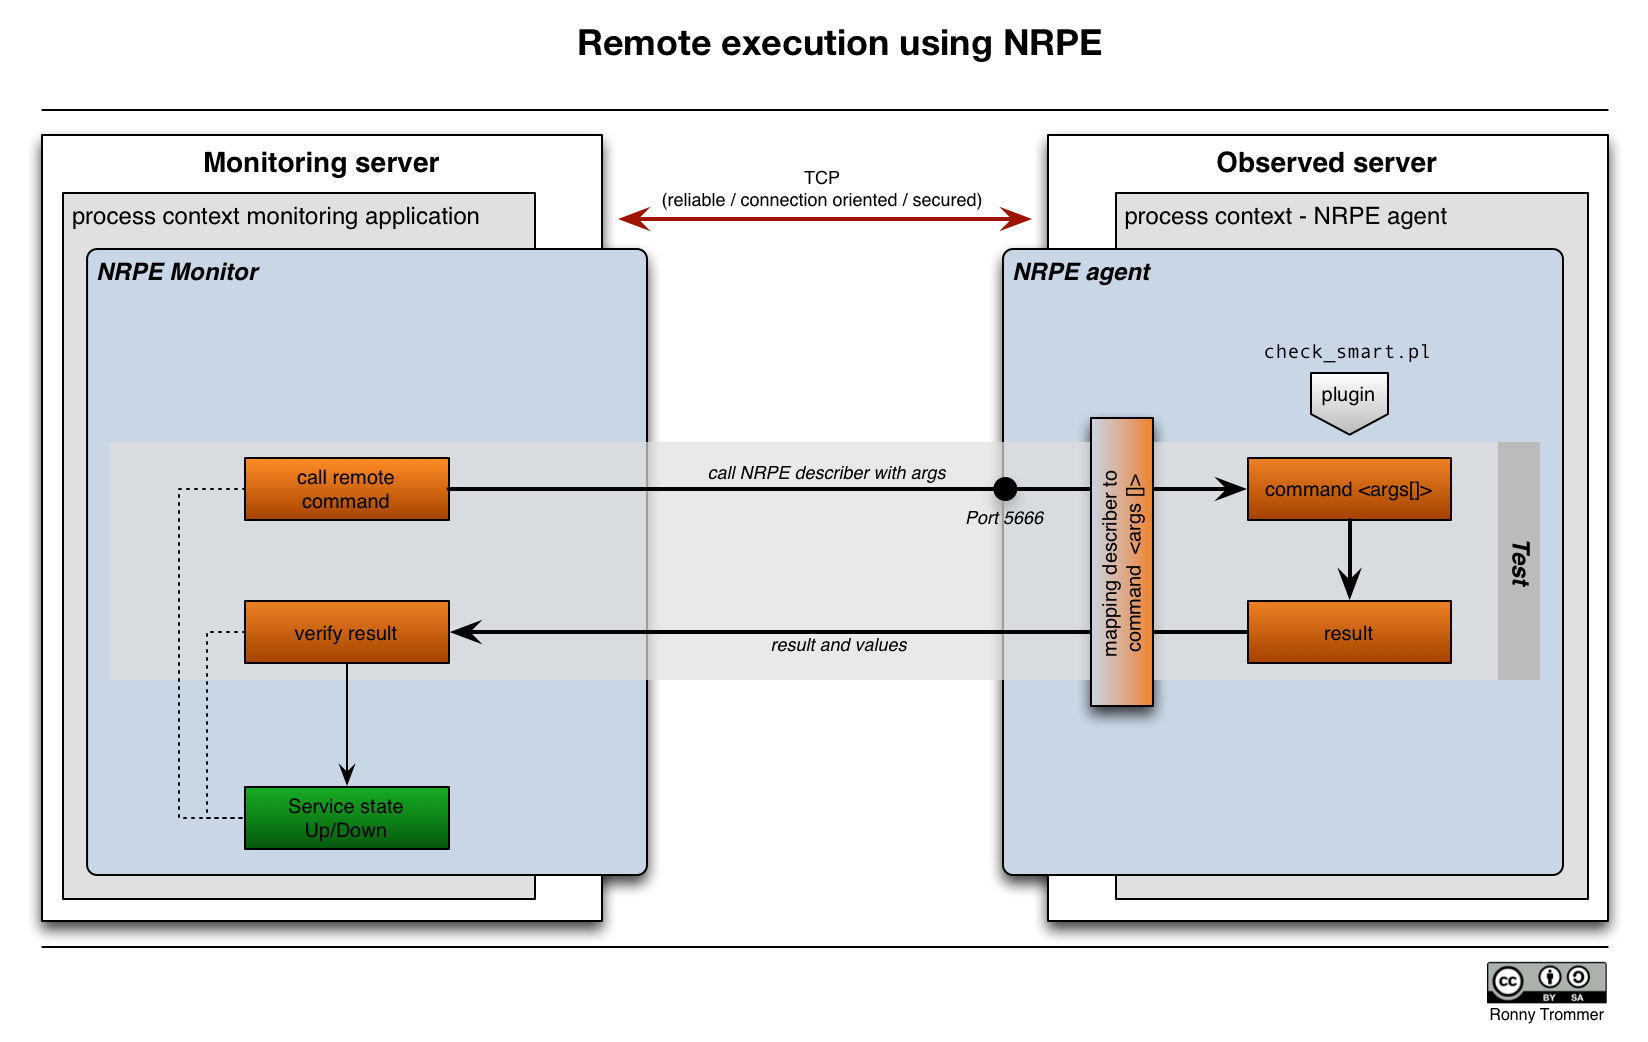 Remote execution using NRPE
Monitoring server
process context monitoring application
NRPE Monitor
TCP
(reliable / connection oriented / secured)
Observed server
process context - NRPE agent
NRPE agent
check_smart.pl
plugin
call remote
command
call NRPE describer with args
Port 5666
mapping describer to
command <args []>
command <args[]>
Test
verify result
result and values
result
Service state
Up/Down
cc
BY SA
Ronny Trommer